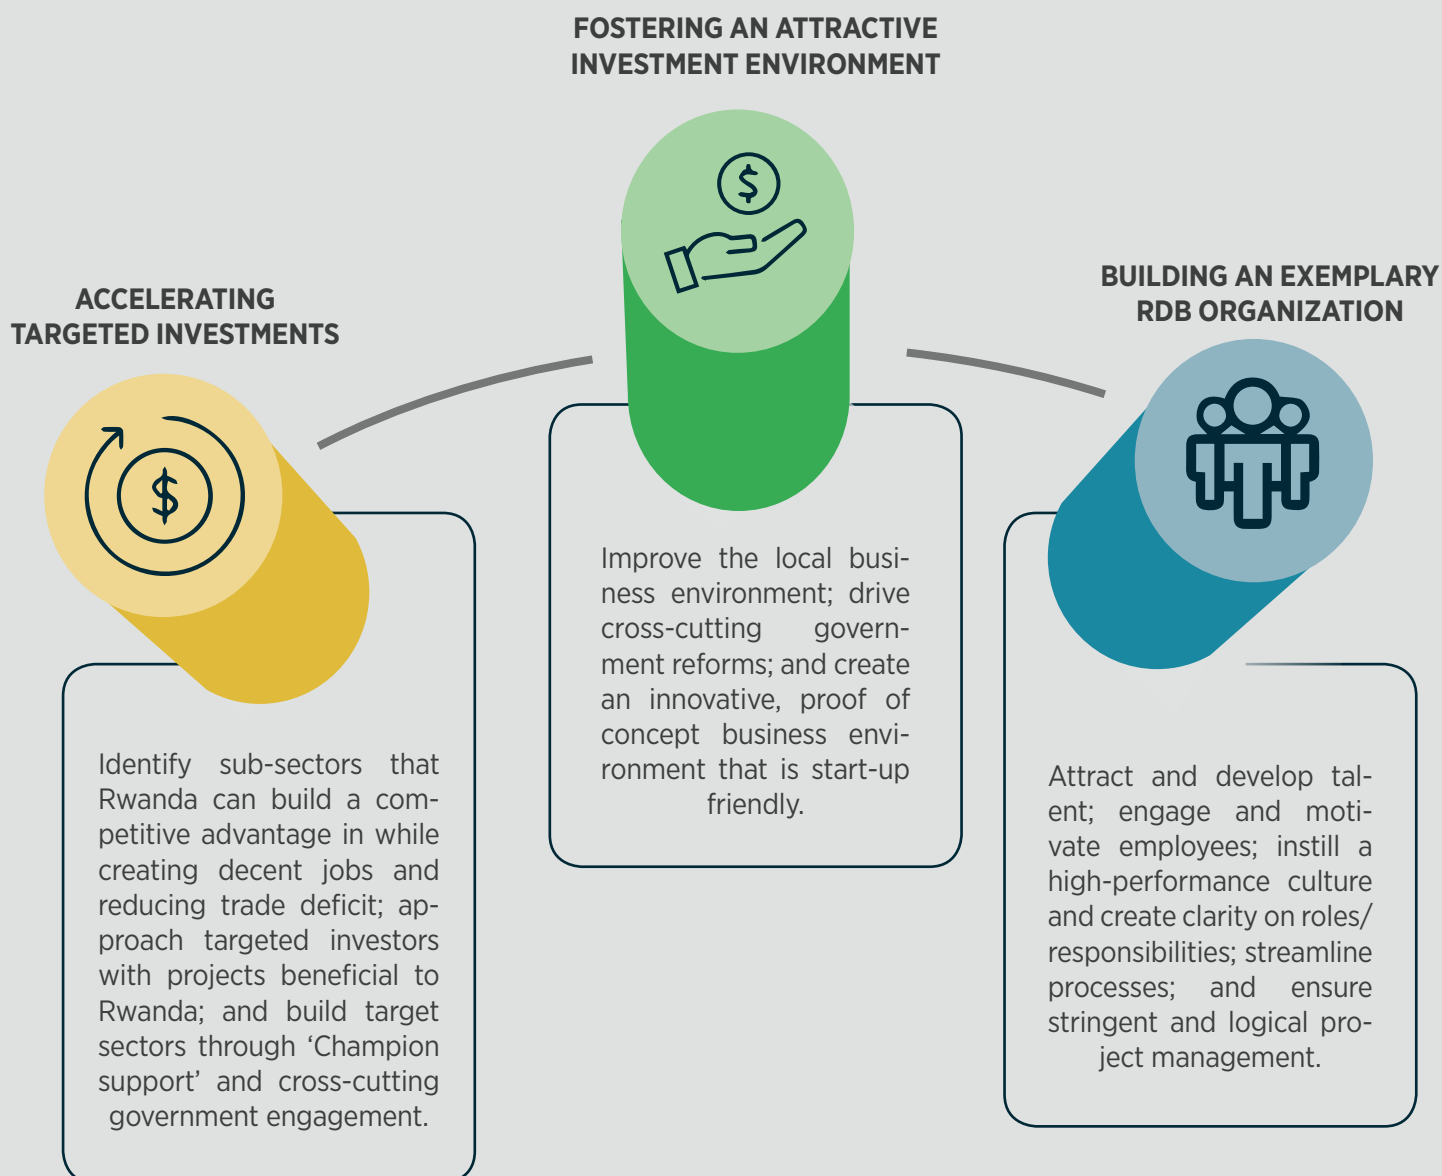 FOSTERING AN ATTRACTIVE
INVESTMENT ENVIRONMENT
ACCELERATING
TARGETED INVESTMENTS
BUILDING AN EXEMPLARY
RDB ORGANIZATION
Identify sub-sectors that
Rwanda can build a com-
petitive advantage in while
creating decent jobs and
reducing trade deficit; ap-
proach targeted investors
with projects beneficial to
Rwanda; and build target
sectors through ‘Champion
support’ and cross-cutting
government engagement.
Improve the local busi-
ness environment; drive
cross-cutting govern-
ment reforms; and create
an innovative, proof of
concept business envi-
ronment that is start-up
friendly.
Attract and develop tal-
ent; engage and moti-
vate employees; instill a
high-performance culture
and create clarity on roles/
responsibilities; streamline
processes; and ensure
stringent and logical pro-
ject management.